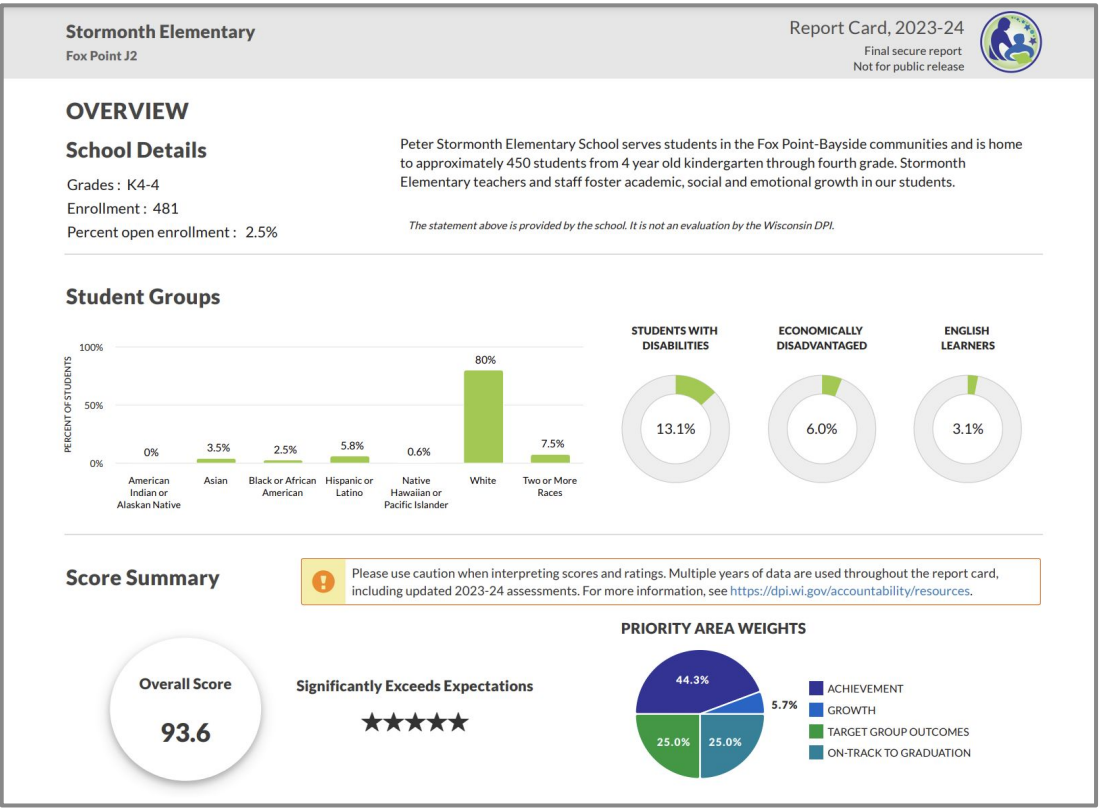 Stormonth Elementary
Fox Point J2
Report Card, 2023-24
Final secure report
Not for public release
OVERVIEW
School Details
Grades : K4-4
Enrollment : 481
Percent open enrollment : 2.5%
Peter Stormonth Elementary School serves students in the Fox Point-Bayside communities and is home
to approximately 450 students from 4 year old kindergarten through fourth grade. Stormonth
Elementary teachers and staff foster academic, social and emotional growth in our students.
The statement above is provided by the school. It is not an evaluation by the Wisconsin DPI.
Student Groups
PERCENT OF STUDENTS
100%
50%
0%
0%
3.5%
2.5%
5.8%
0.6%
80%
7.5%
American
Indian or
Alaskan Native
Asian
Black or African
American
Hispanic or
Latino
Native
Hawaiian or
Pacific Islander
White
Two or More
Races
STUDENTS WITH
DISABILITIES
13.1%
ECONOMICALLY
DISADVANTAGED
6.0%
ENGLISH
LEARNERS
3.1%
Score Summary
Please use caution when interpreting scores and ratings. Multiple years of data are used throughout the report card,
including updated 2023-24 assessments. For more information, see https://dpi.wi.gov/accountability/resources.
Overall Score
93.6
Significantly Exceeds Expectations
★★★★★
PRIORITY AREA WEIGHTS
44.3%
5.7%
25.0%
25.0%
ACHIEVEMENT
GROWTH
TARGET GROUP OUTCOMES
ON-TRACK TO GRADUATION